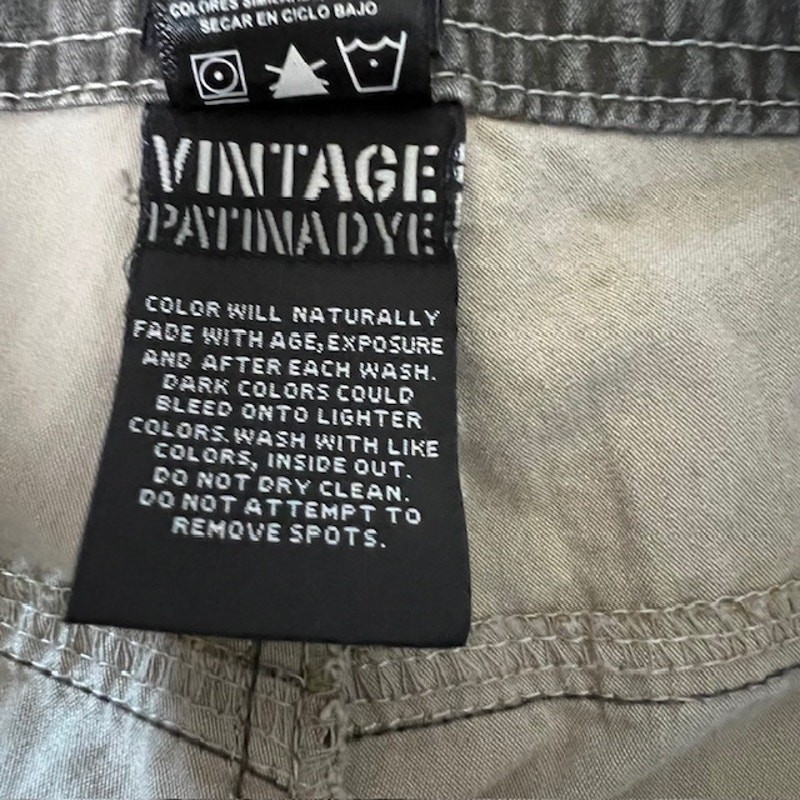 COLORES
SECAR EN CICLO BAJO
VINTAGE
PATINADYE
COLOR WILL NATURALLY
FADE WITH AGE,EXPOSURE
AND AFTER EACH WASH.
DARK COLORS COULD
BLEED ONTO LIGHTER
COLORS.WASH WITH LIKE
COLORS, INSIDE OUT.
DO NOT DRY CLEAN.
DO NOT ATTEMPT TO
REMOVE SPOTS.